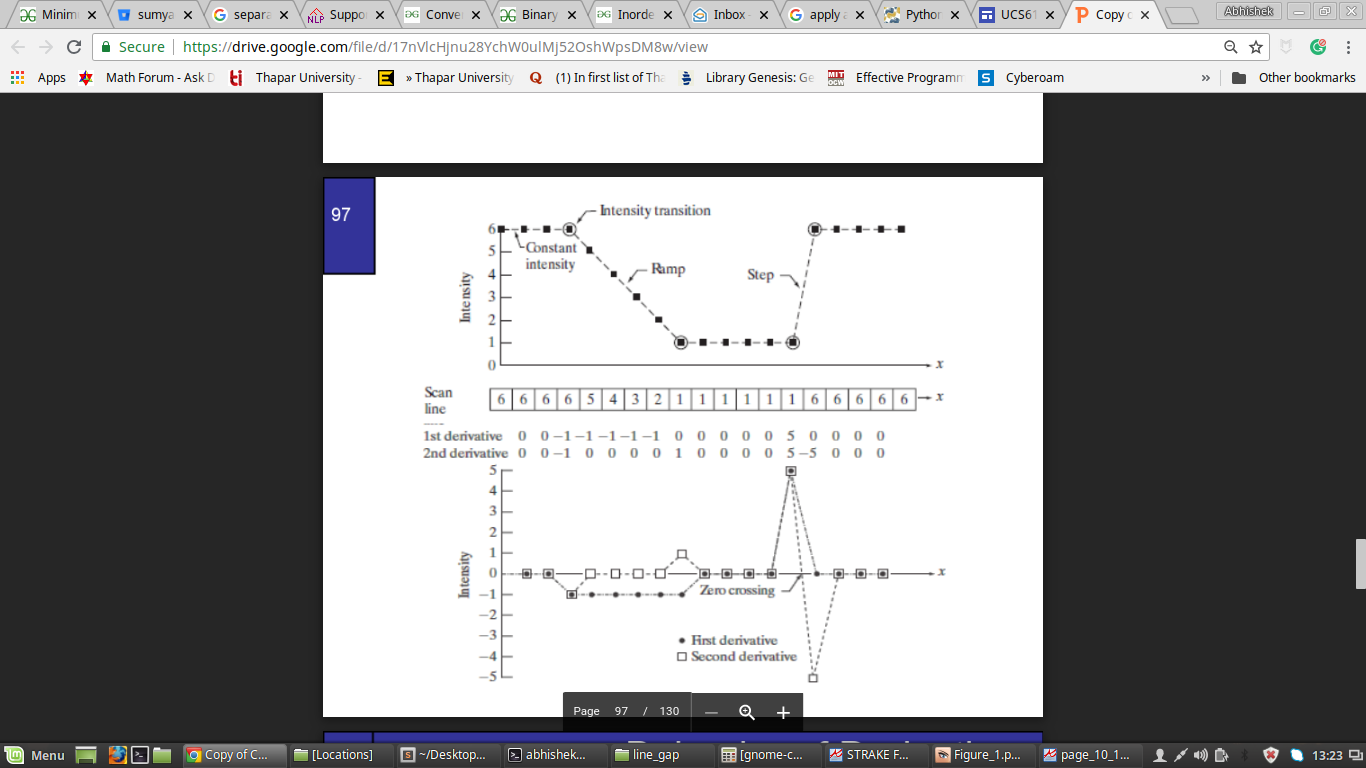 Minim sumya separa Suppo Conve Binary Inorde Inbox - apply a Python UCS61 Copy c Abhishek
Secure https://drive.google.com/file/d/17nVlcHjnu28YchW0ulMj52OshWpsDM8w/view
Apps Math Forum - Ask D Thapar University - » Thapar University (1) In first list of Tha Library Genesis: Ge Effective Programm Cyberoam » Other bookmarks
97
Intensity transition
6
Constant
intensity
5
Ramp
Step
4
3
2
1
0
Intensity
x
Scan
line
6 6 6 6 5 4 3 2 1 1 1 1 1 1 6 6 6 6 6 x
1st derivative 0 0 −1 −1 −1 −1 −1 0 0 0 0 0 5 0 0 0 0
2nd derivative 0 0 −1 0 0 0 0 1 0 0 0 0 5 −5 0 0 0
5
4
3
2
1
0 x
−1
Zero crossing
−2
−3
−4
−5
Intensity
First derivative
Second derivative
Page 97 / 130
Menu Copy of C... [Locations] ~/Desktop... abhishek... line_gap [gnome-c... STRAKE F... Figure_1.p... page_10_1... 13:23